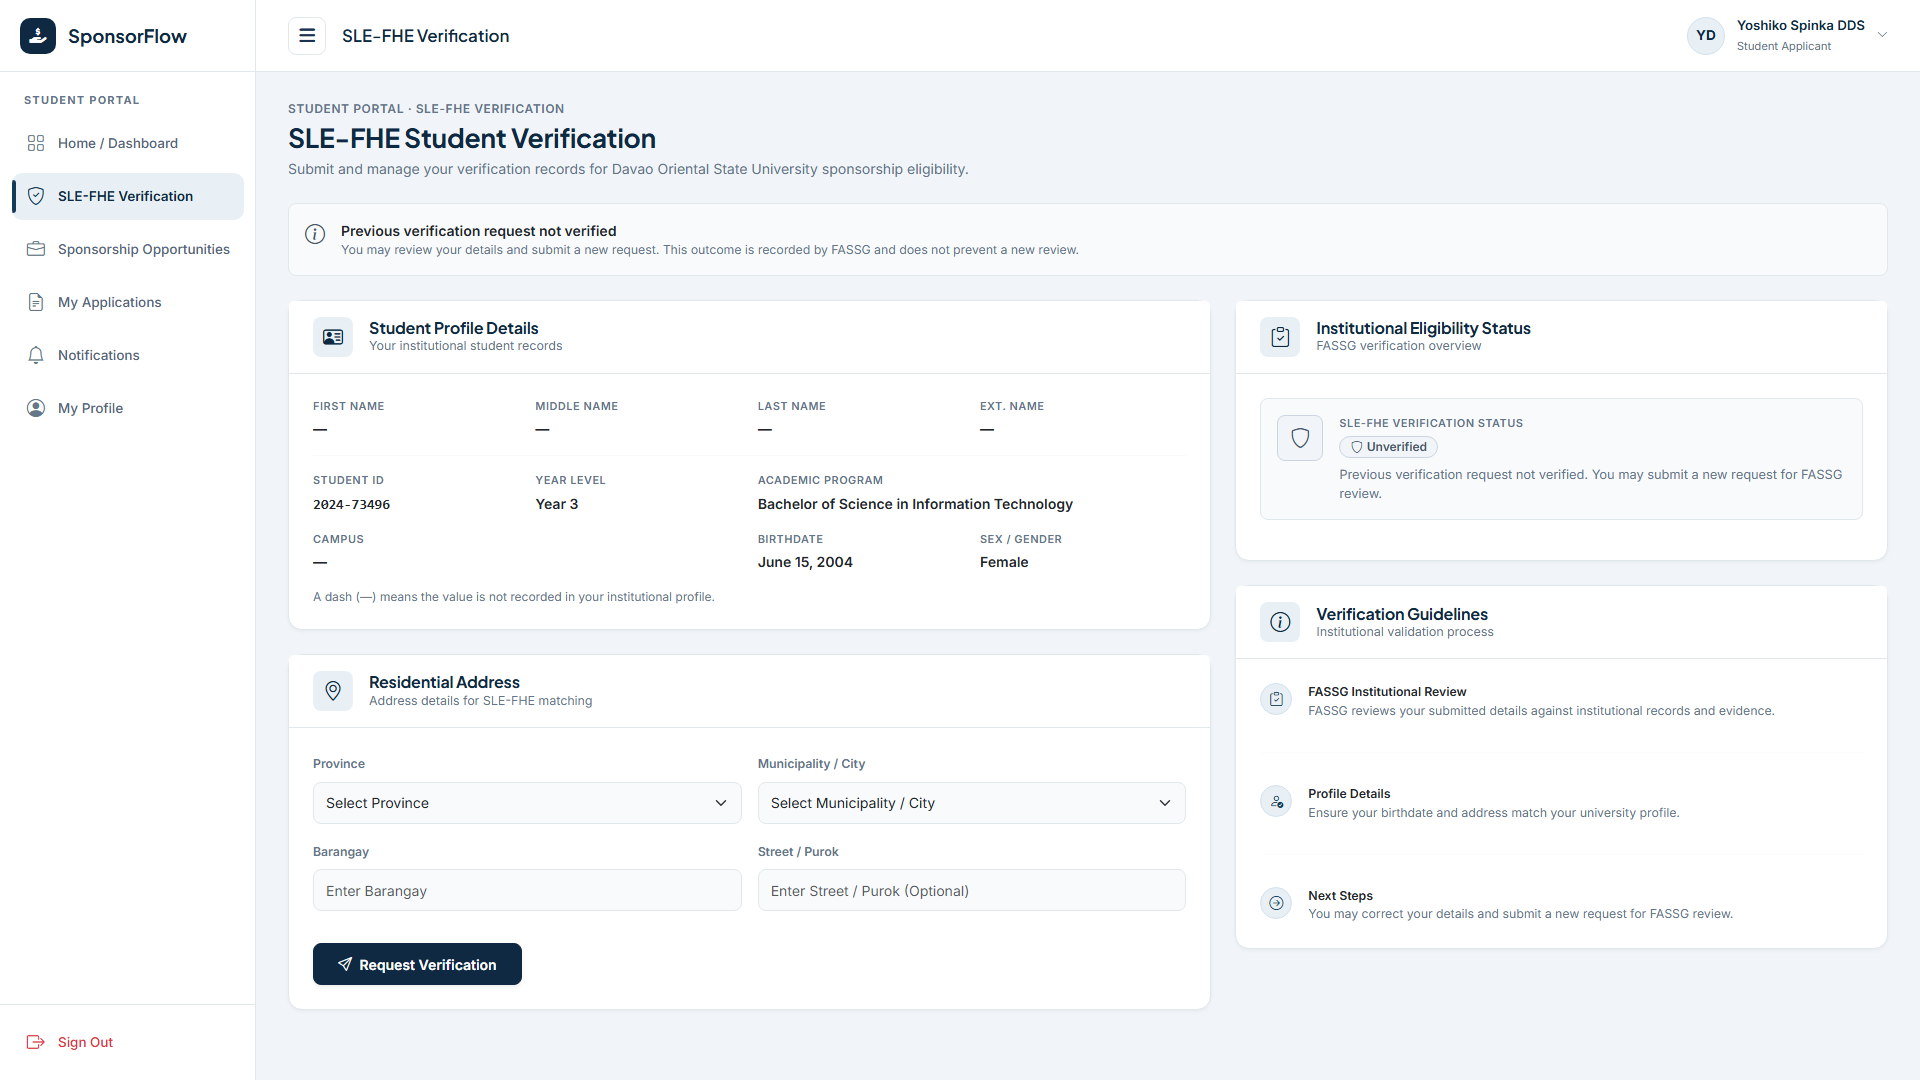 SponsorFlow
SLE-FHE Verification
YD
Yoshiko Spinka DDS
Student Applicant
STUDENT PORTAL
Home / Dashboard
SLE-FHE Verification
Sponsorship Opportunities
My Applications
Notifications
My Profile
Sign Out
STUDENT PORTAL · SLE-FHE VERIFICATION
SLE-FHE Student Verification
Submit and manage your verification records for Davao Oriental State University sponsorship eligibility.
Previous verification request not verified
You may review your details and submit a new request. This outcome is recorded by FASSG and does not prevent a new review.
Student Profile Details
Your institutional student records
FIRST NAME
—
MIDDLE NAME
—
LAST NAME
—
EXT. NAME
—
STUDENT ID
2024-73496
YEAR LEVEL
Year 3
ACADEMIC PROGRAM
Bachelor of Science in Information Technology
CAMPUS
—
BIRTHDATE
June 15, 2004
SEX / GENDER
Female
A dash (—) means the value is not recorded in your institutional profile.
Residential Address
Address details for SLE-FHE matching
Province
Select Province
Municipality / City
Select Municipality / City
Barangay
Enter Barangay
Street / Purok
Enter Street / Purok (Optional)
Request Verification
Institutional Eligibility Status
FASSG verification overview
SLE-FHE VERIFICATION STATUS
Unverified
Previous verification request not verified. You may submit a new request for FASSG
review.
Verification Guidelines
Institutional validation process
FASSG Institutional Review
FASSG reviews your submitted details against institutional records and evidence.
Profile Details
Ensure your birthdate and address match your university profile.
Next Steps
You may correct your details and submit a new request for FASSG review.